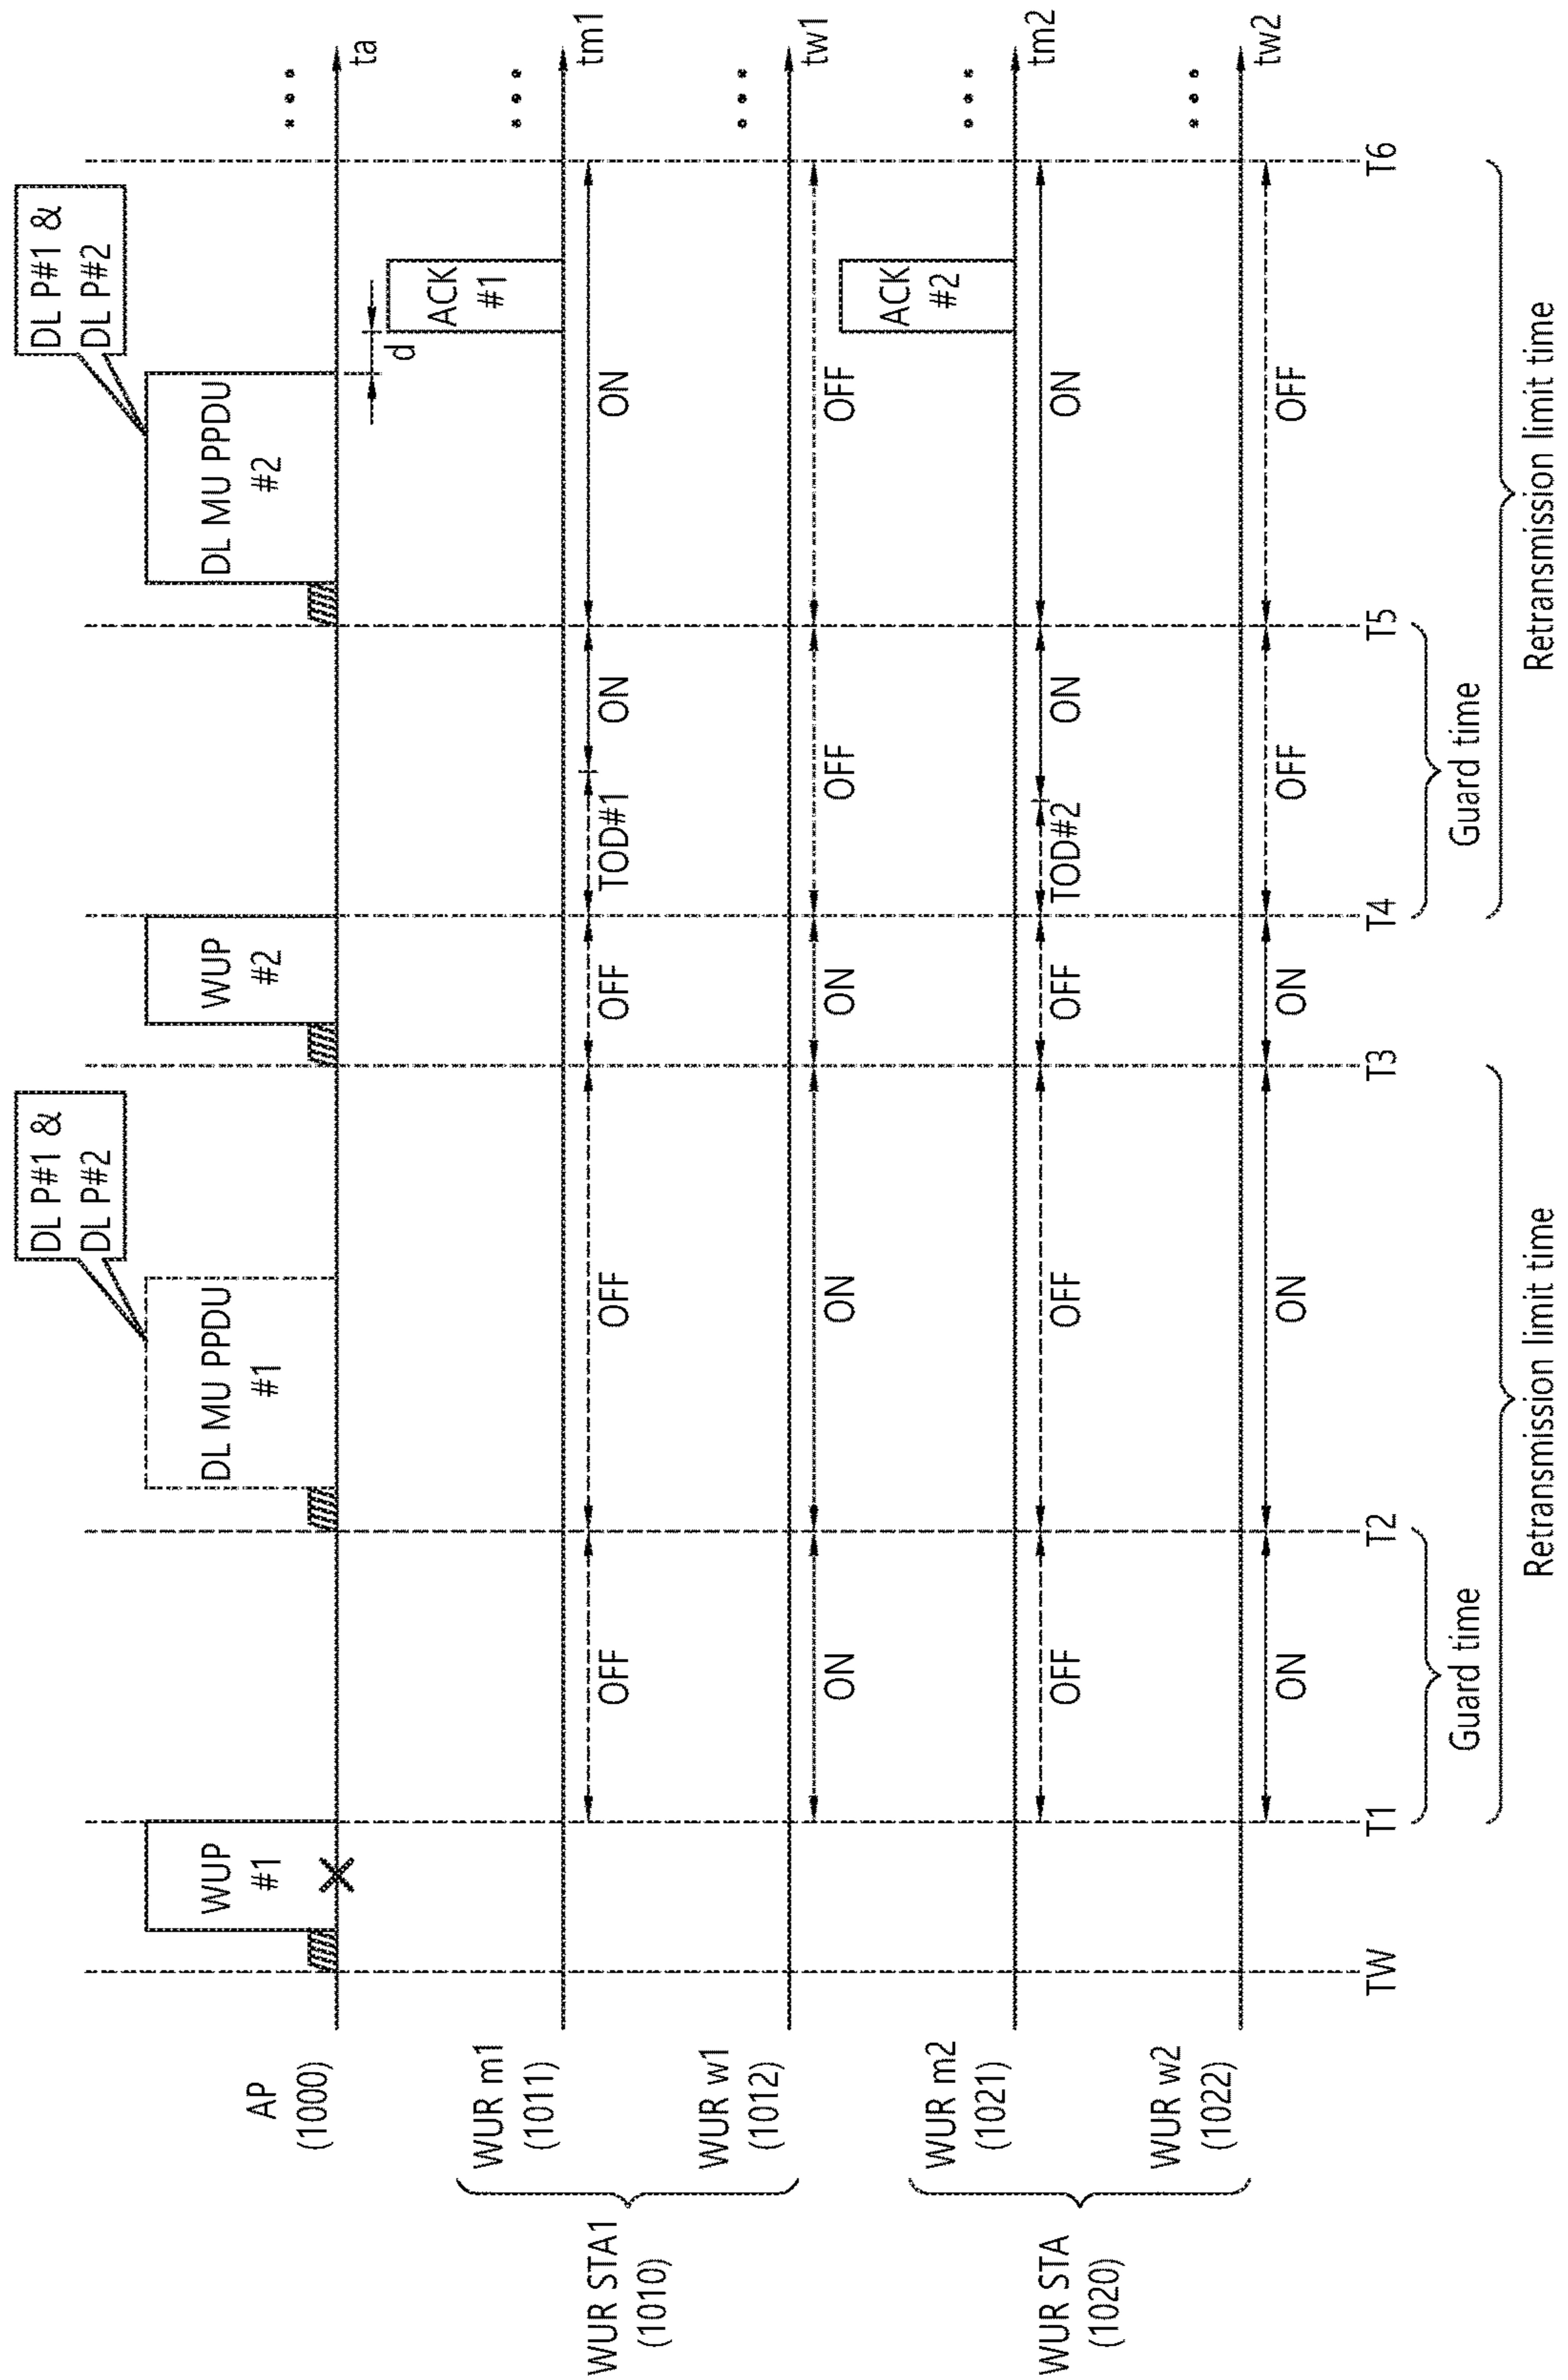 DL P#1 &
DL P#2
DL P#1 &
DL P#2
AP
(1000)
WUP
#1
DL MU PPDU
#1
WUP
#2
DL MU PPDU
#2
ta
d
WUR STA1
(1010)
WUR m1
(1011)
ACK
#1
tm1
OFF
OFF
OFF
TOD#1
ON
ON
WUR w1
(1012)
tw1
ON
ON
ON
OFF
OFF
WUR STA
(1020)
WUR m2
(1021)
ACK
#2
tm2
OFF
OFF
OFF
TOD#2
ON
ON
WUR w2
(1022)
tw2
ON
ON
ON
OFF
OFF
TW
T1
T2
T3
T4
T5
T6
Guard time
Guard time
Retransmission limit time
Retransmission limit time